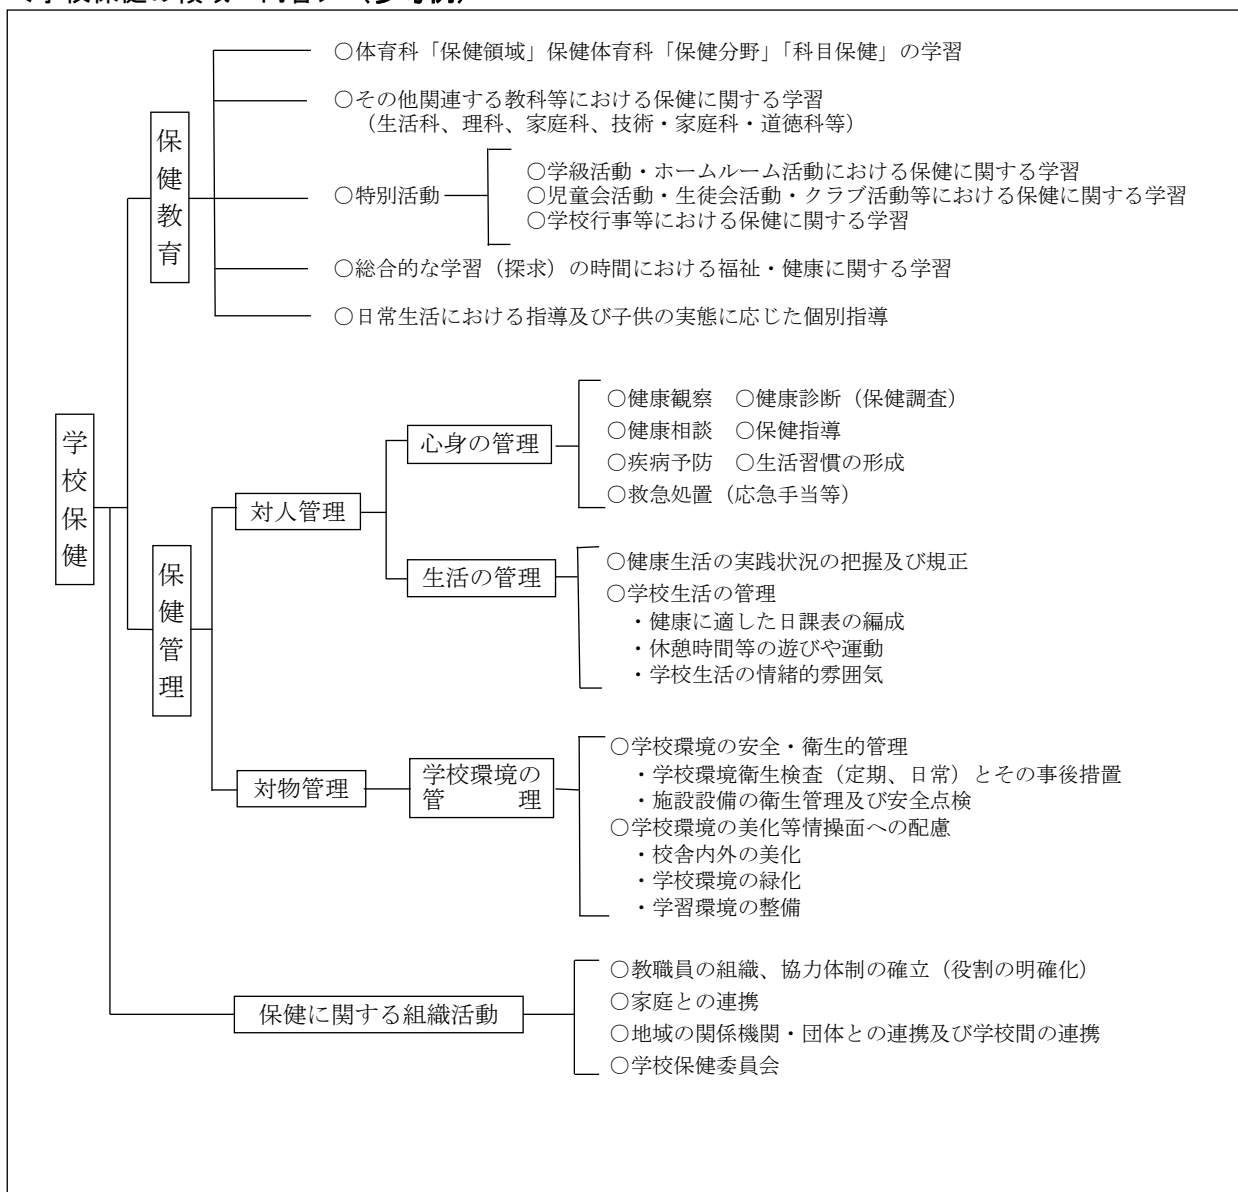 （参考例）
○体育科「保健領域」保健体育科「保健分野」「科目保健」の学習
○その他関連する教科等における保健に関する学習
（生活科、理科、家庭科、技術・家庭科・道徳科等）
保健教育
○特別活動
○学級活動・ホームルーム活動における保健に関する学習
○児童会活動・生徒会活動・クラブ活動等における保健に関する学習
○学校行事等における保健に関する学習
○総合的な学習（探求）の時間における福祉・健康に関する学習
○日常生活における指導及び子供の実態に応じた個別指導
学校保健
保健管理
対人管理
心身の管理
○健康観察　○健康診断（保健調査）
○健康相談　○保健指導
○疾病予防　○生活習慣の形成
○救急処置（応急手当等）
生活の管理
○健康生活の実践状況の把握及び規正
○学校生活の管理
・健康に適した日課表の編成
・休憩時間等の遊びや運動
・学校生活の情緒的雰囲気
対物管理
学校環境の
管　　　理
○学校環境の安全・衛生的管理
・学校環境衛生検査（定期、日常）とその事後措置
・施設設備の衛生管理及び安全点検
○学校環境の美化等情操面への配慮
・校舎内外の美化
・学校環境の緑化
・学習環境の整備
保健に関する組織活動
○教職員の組織、協力体制の確立（役割の明確化）
○家庭との連携
○地域の関係機関・団体との連携及び学校間の連携
○学校保健委員会